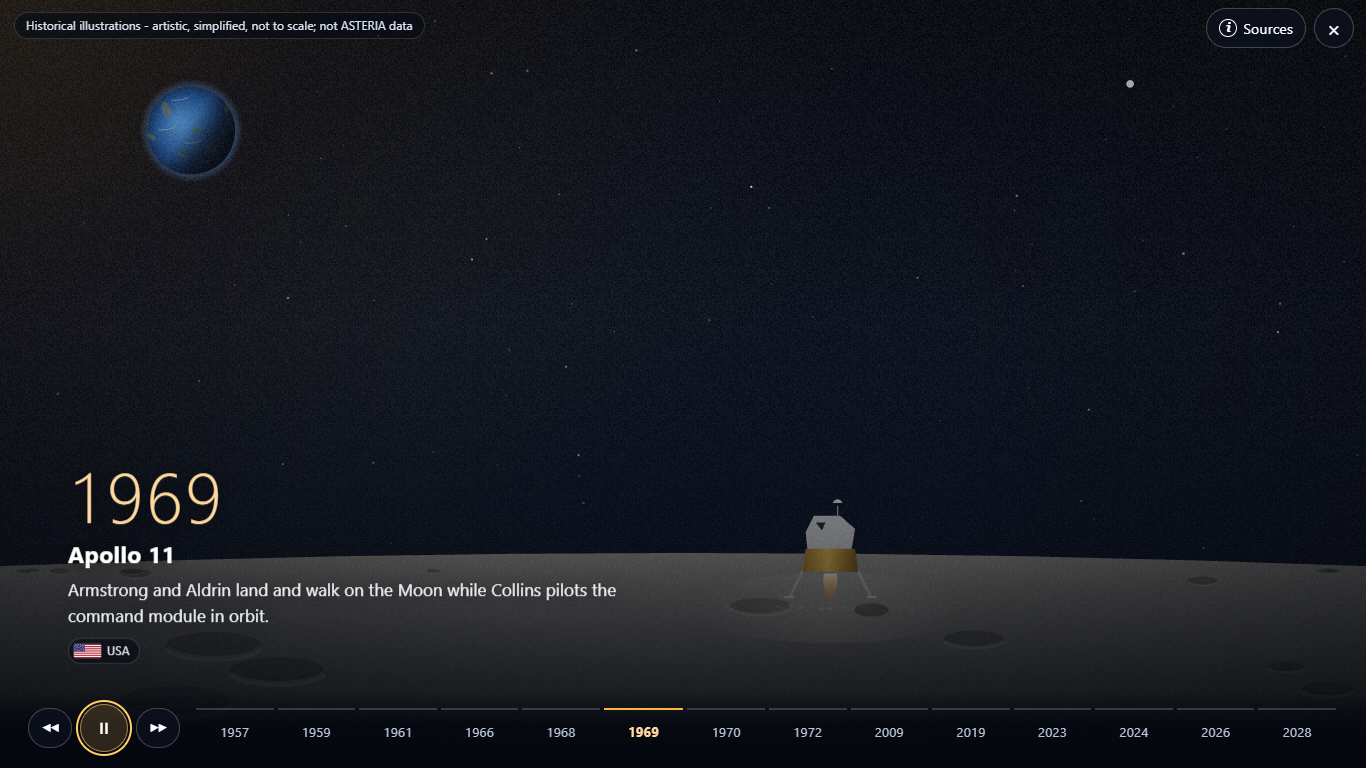 Historical illustrations - artistic, simplified, not to scale; not ASTERIA data
Sources
1969
Apollo 11
Armstrong and Aldrin land and walk on the Moon while Collins pilots the
command module in orbit.
USA
1957 1959 1961 1966 1968 1969 1970 1972 2009 2019 2023 2024 2026 2028